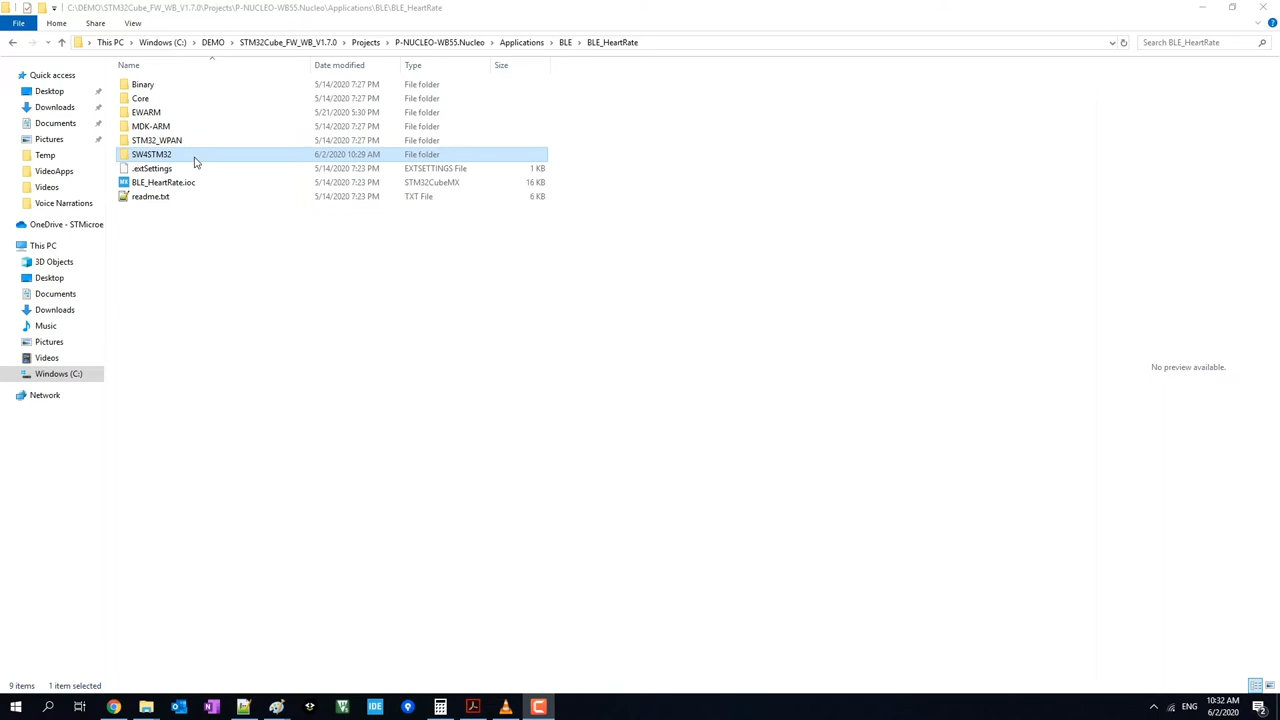 C:\DEMO\STM32Cube_FW_WB_V1.7.0\Projects\P-NUCLEO-WB55.Nucleo\Applications\BLE\BLE_HeartRate
File Home Share View
This PC > Windows (C:) > DEMO > STM32Cube_FW_WB_V1.7.0 > Projects > P-NUCLEO-WB55.Nucleo > Applications > BLE > BLE_HeartRate
Search BLE_HeartRate
Name Date modified Type Size
Quick access
Desktop
Downloads
Documents
Pictures
Temp
VideoApps
Videos
Voice Narrations
OneDrive - STMicroe
This PC
3D Objects
Desktop
Documents
Downloads
Music
Pictures
Videos
Windows (C:)
Network
Binary 5/14/2020 7:27 PM File folder
Core 5/14/2020 7:27 PM File folder
EWARM 5/21/2020 5:30 PM File folder
MDK-ARM 5/14/2020 7:27 PM File folder
STM32_WPAN 5/14/2020 7:27 PM File folder
SW4STM32 6/2/2020 10:29 AM File folder
.extSettings 5/14/2020 7:23 PM EXTSETTINGS File 1 KB
BLE_HeartRate.ioc 5/14/2020 7:23 PM STM32CubeMX 16 KB
readme.txt 5/14/2020 7:23 PM TXT File 6 KB
No preview available.
9 items 1 item selected
IDE
ENG
10:32 AM
6/2/2020
2